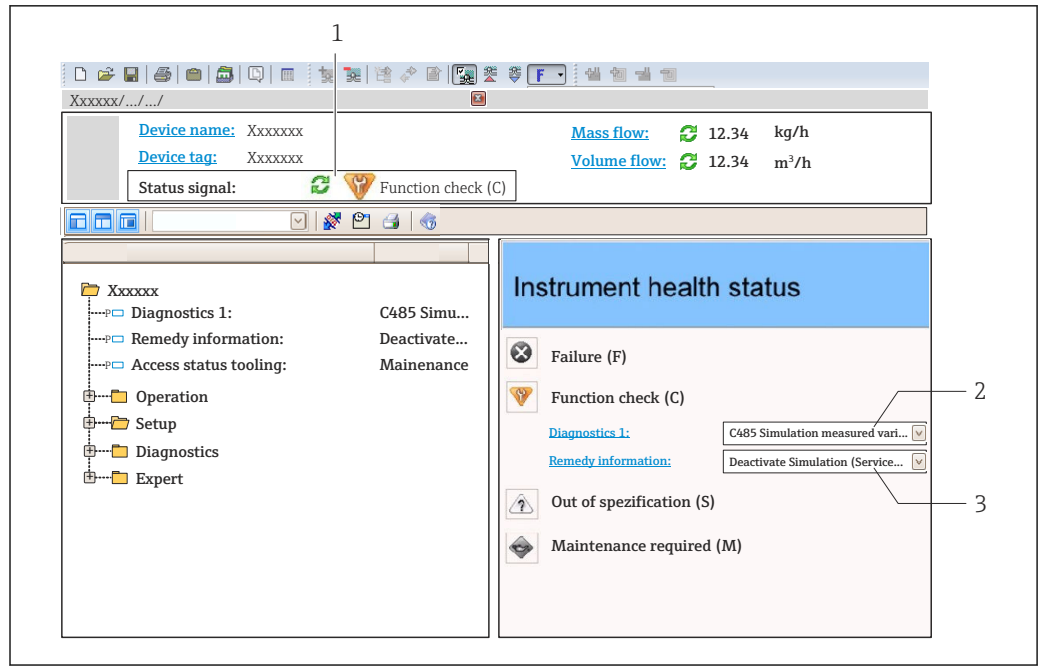 1
F
Xxxxxx/.../.../
Device name: Xxxxxxx
Mass flow: 12.34 kg/h
Device tag: Xxxxxxx
Volume flow: 12.34 m³/h
Status signal: Function check (C)
Instrument health status
Xxxxxx
P Diagnostics 1: C485 Simu...
P Remedy information: Deactivate...
P Access status tooling: Mainenance
Operation
Setup
Diagnostics
Expert
Failure (F)
Function check (C)
2
Diagnostics 1: C485 Simulation measured vari...
Remedy information: Deactivate Simulation (Service...
Out of spezification (S)
3
Maintenance required (M)